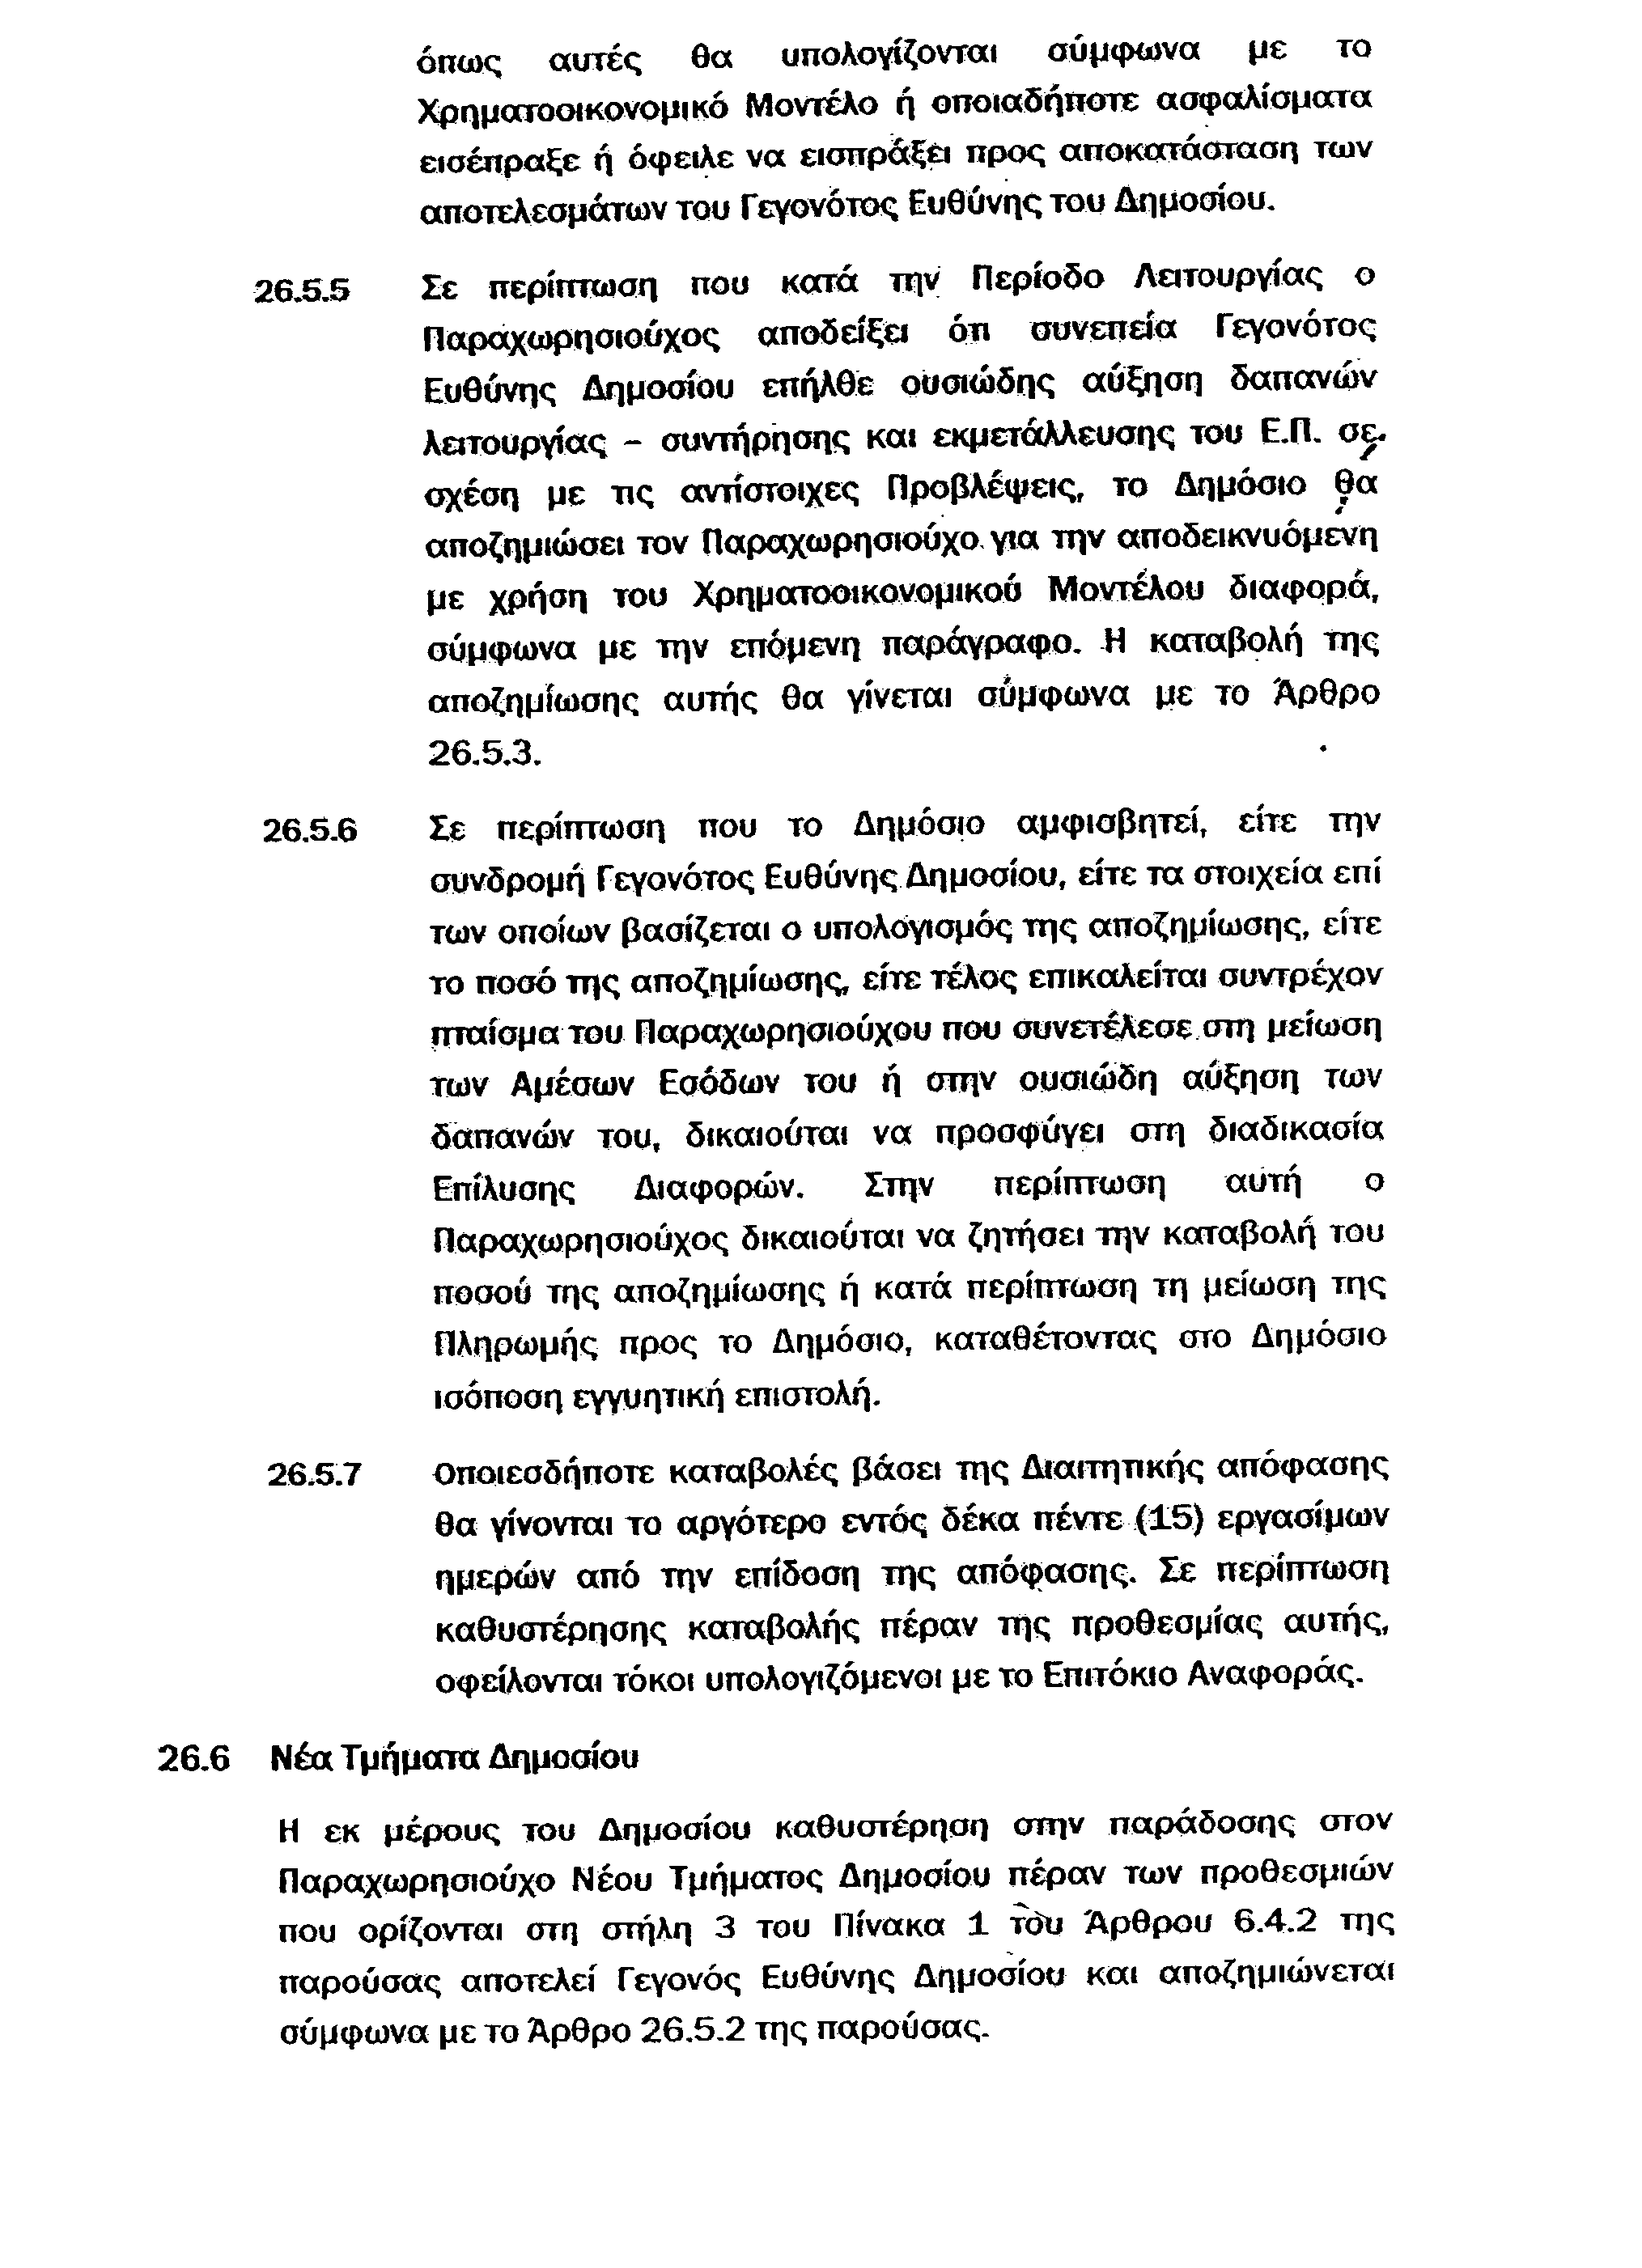 όπως αυτές θα υπολογίζονται σύμφωνα με το
Χρηματοοικονομικό Μοντέλο ή οποιαδήποτε ασφαλίσματα
εισέπραξε ή όφειλε να εισπράξει προς αποκατάσταση των
αποτελεσμάτων του Γεγονότος Ευθύνης του Δημοσίου.
26.5.5 Σε περίπτωση που κατά την Περίοδο Λειτουργίας ο
Παραχωρησιούχος αποδείξει ότι συνεπεία Γεγονότος
Ευθύνης Δημοσίου επήλθε ουσιώδης αύξηση δαπανών
λειτουργίας – συντήρησης και εκμετάλλευσης του Ε.Π. σε
σχέση με τις αντίστοιχες Προβλέψεις, το Δημόσιο θα
αποζημιώσει τον Παραχωρησιούχο για την αποδεικνυόμενη
με χρήση του Χρηματοοικονομικού Μοντέλου διαφορά,
σύμφωνα με την επόμενη παράγραφο. Η καταβολή της
αποζημίωσης αυτής θα γίνεται σύμφωνα με το Άρθρο
26.5.3.
26.5.6 Σε περίπτωση που το Δημόσιο αμφισβητεί, είτε την
συνδρομή Γεγονότος Ευθύνης Δημοσίου, είτε τα στοιχεία επί
των οποίων βασίζεται ο υπολογισμός της αποζημίωσης, είτε
το ποσό της αποζημίωσης, είτε τέλος επικαλείται συντρέχον
πταίσμα του Παραχωρησιούχου που συνετέλεσε στη μείωση
των Αμέσων Εσόδων του ή στην ουσιώδη αύξηση των
δαπανών του, δικαιούται να προσφύγει στη διαδικασία
Επίλυσης Διαφορών. Στην περίπτωση αυτή ο
Παραχωρησιούχος δικαιούται να ζητήσει την καταβολή του
ποσού της αποζημίωσης ή κατά περίπτωση τη μείωση της
Πληρωμής προς το Δημόσιο, καταθέτοντας στο Δημόσιο
ισόποση εγγυητική επιστολή.
26.5.7 Οποιεσδήποτε καταβολές βάσει της Διαιτητικής απόφασης
θα γίνονται το αργότερο εντός δέκα πέντε (15) εργασίμων
ημερών από την επίδοση της απόφασης. Σε περίπτωση
καθυστέρησης καταβολής πέραν της προθεσμίας αυτής,
οφείλονται τόκοι υπολογιζόμενοι με το Επιτόκιο Αναφοράς.
26.6 Νέα Τμήματα Δημοσίου
Η εκ μέρους του Δημοσίου καθυστέρηση στην παράδοσης στον
Παραχωρησιούχο Νέου Τμήματος Δημοσίου πέραν των προθεσμιών
που ορίζονται στη στήλη 3 του Πίνακα 1 του Άρθρου 6.4.2 της
παρούσας αποτελεί Γεγονός Ευθύνης Δημοσίου και αποζημιώνεται
σύμφωνα με το Άρθρο 26.5.2 της παρούσας.